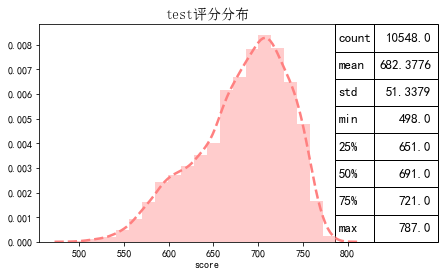 test评分分布
0.008
0.007
0.006
0.005
0.004
0.003
0.002
0.001
0.000
500 550 600 650 700 750 800
score
count 10548.0
mean 682.3776
std 51.3379
min 498.0
25% 651.0
50% 691.0
75% 721.0
max 787.0